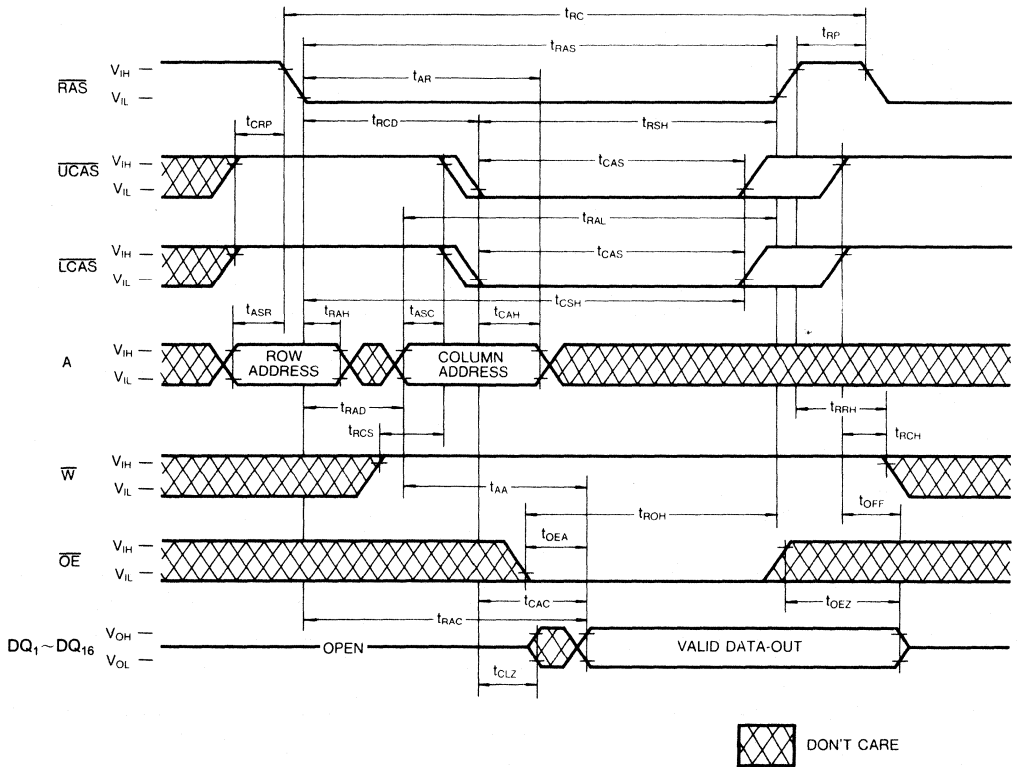 tRC
tRP
tRAS
tAR
RAS
VIH
VIL
tCRP
tRCD
tRSH
UCAS
VIH
VIL
tCAS
tRAL
LCAS
VIH
VIL
tCAS
tCSH
tASR
tRAH
tASC
tCAH
A
VIH
VIL
ROW
ADDRESS
COLUMN
ADDRESS
tRAD
tRRH
tRCS
tRCH
W
VIH
VIL
tAA
tROH
tOFF
OE
VIH
VIL
tOEA
tCAC
tOEZ
tRAC
DQ1~DQ16
VOH
VOL
OPEN
VALID DATA-OUT
tCLZ
DON'T CARE